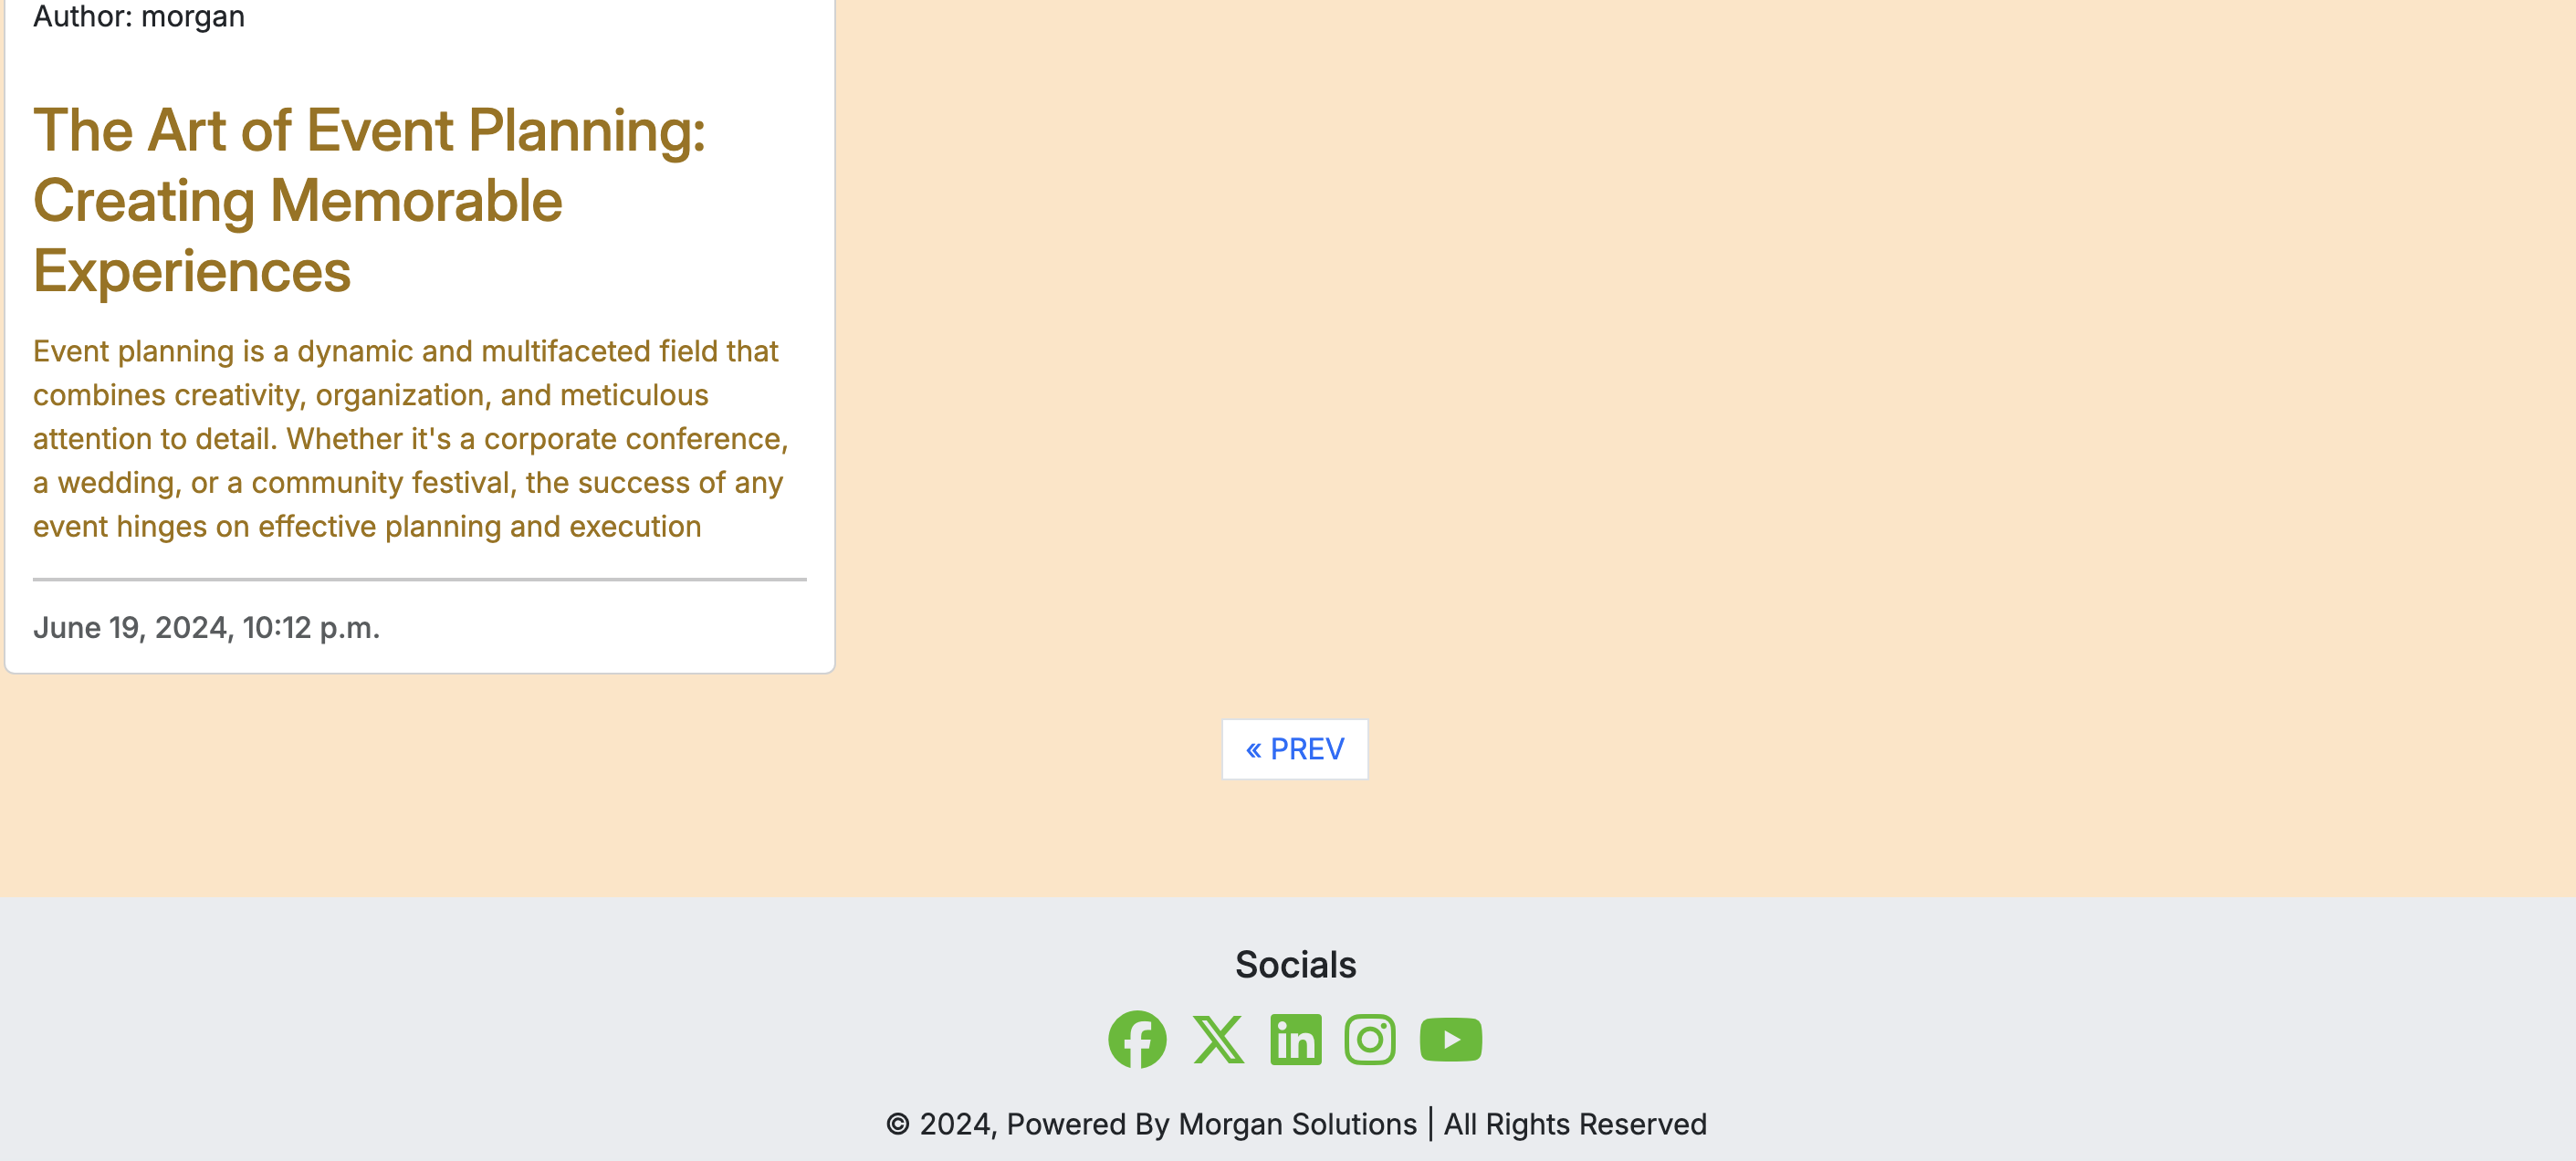 Author: morgan
The Art of Event Planning:
Creating Memorable
Experiences
Event planning is a dynamic and multifaceted field that
combines creativity, organization, and meticulous
attention to detail. Whether it's a corporate conference,
a wedding, or a community festival, the success of any
event hinges on effective planning and execution
June 19, 2024, 10:12 p.m.
« PREV
Socials
© 2024, Powered By Morgan Solutions | All Rights Reserved